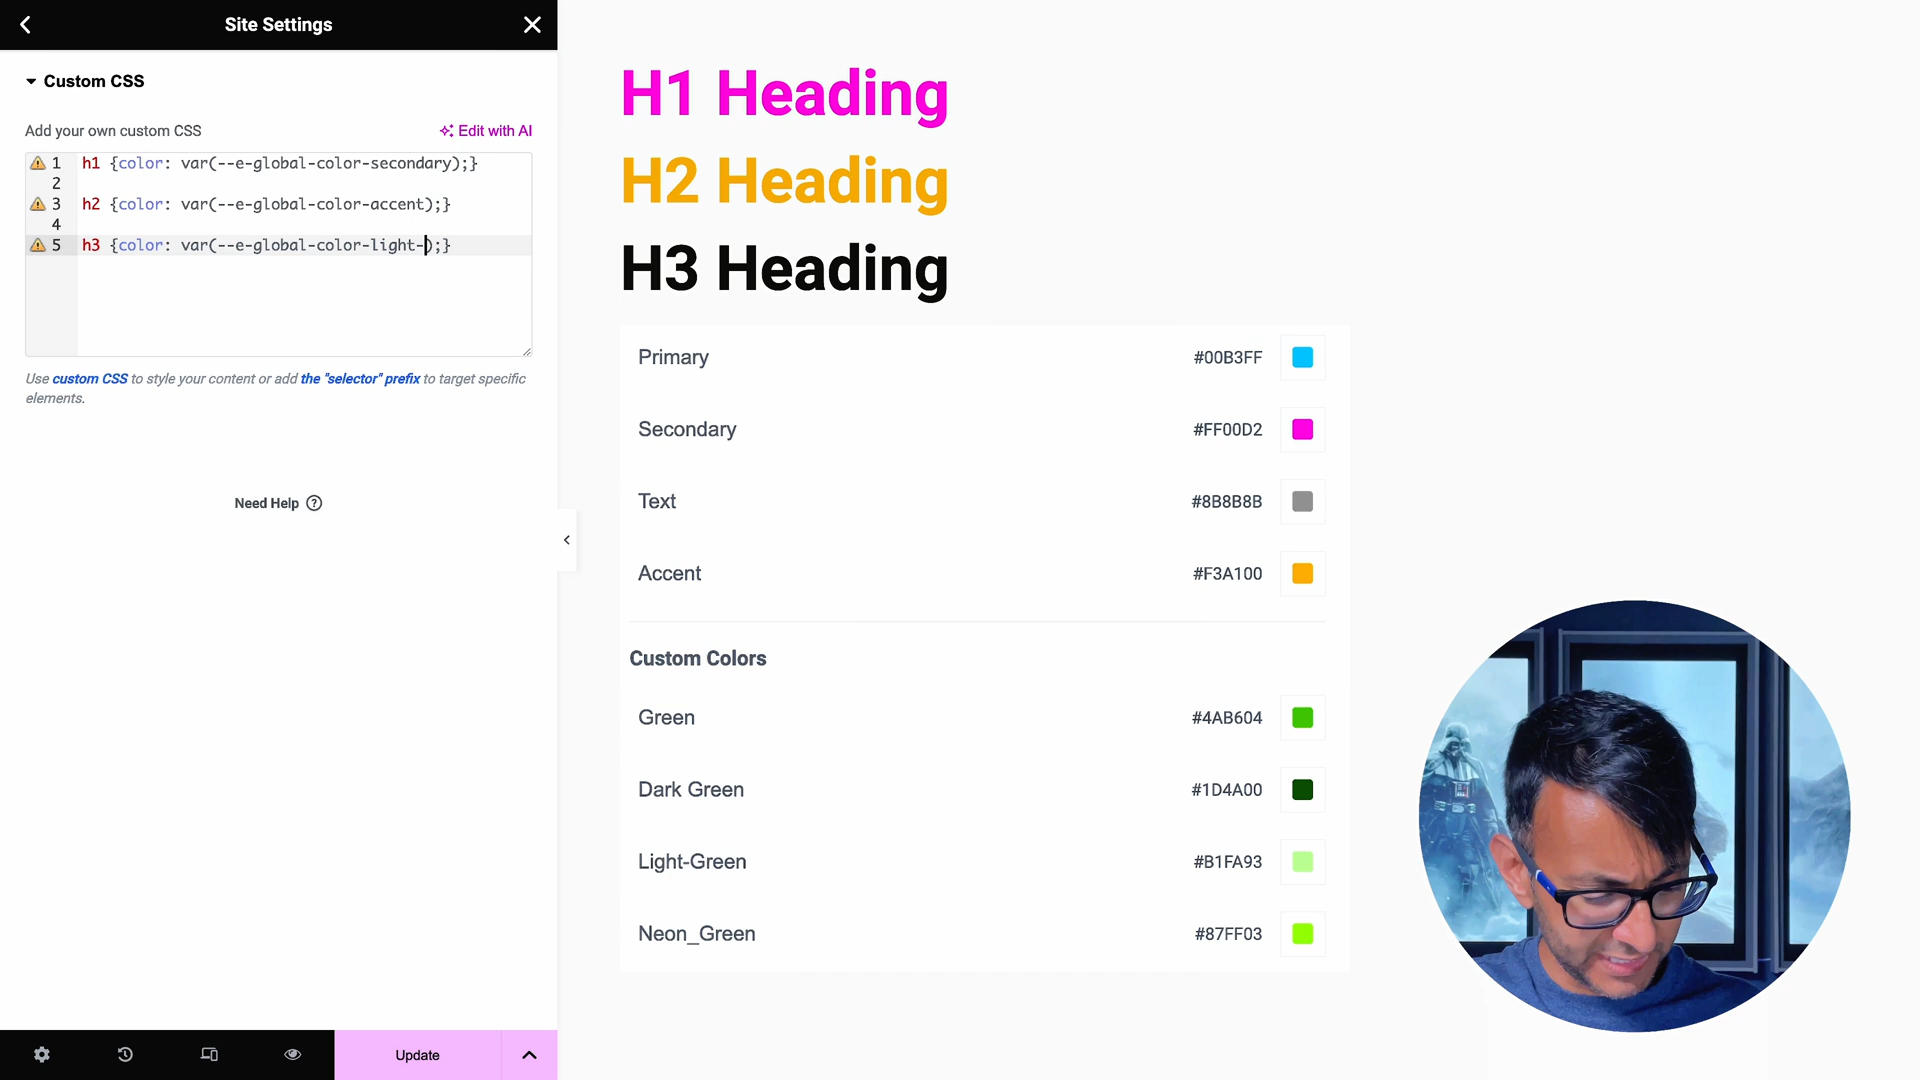 Site Settings
Custom CSS
Add your own custom CSS
Edit with AI
1 h1 {color: var(--e-global-color-secondary);}
2
3 h2 {color: var(--e-global-color-accent);}
4
5 h3 {color: var(--e-global-color-light-);}
Use custom CSS to style your content or add the "selector" prefix to target specific
elements.
Need Help ?
Update
H1 Heading
H2 Heading
H3 Heading
Primary #00B3FF
Secondary #FF00D2
Text #8B8B8B
Accent #F3A100
Custom Colors
Green #4AB604
Dark Green #1D4A00
Light-Green #B1FA93
Neon_Green #87FF03